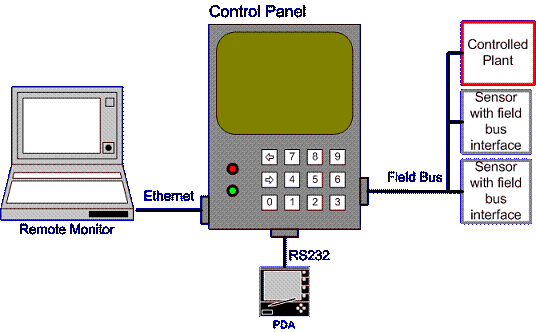 Control Panel
Controlled
Plant
Sensor
with field
bus
interface
7 8 9
4 5 6
0 1 2 3
Field Bus
Sensor
with field
bus
interface
Ethernet
Remote Monitor
RS232
PDA